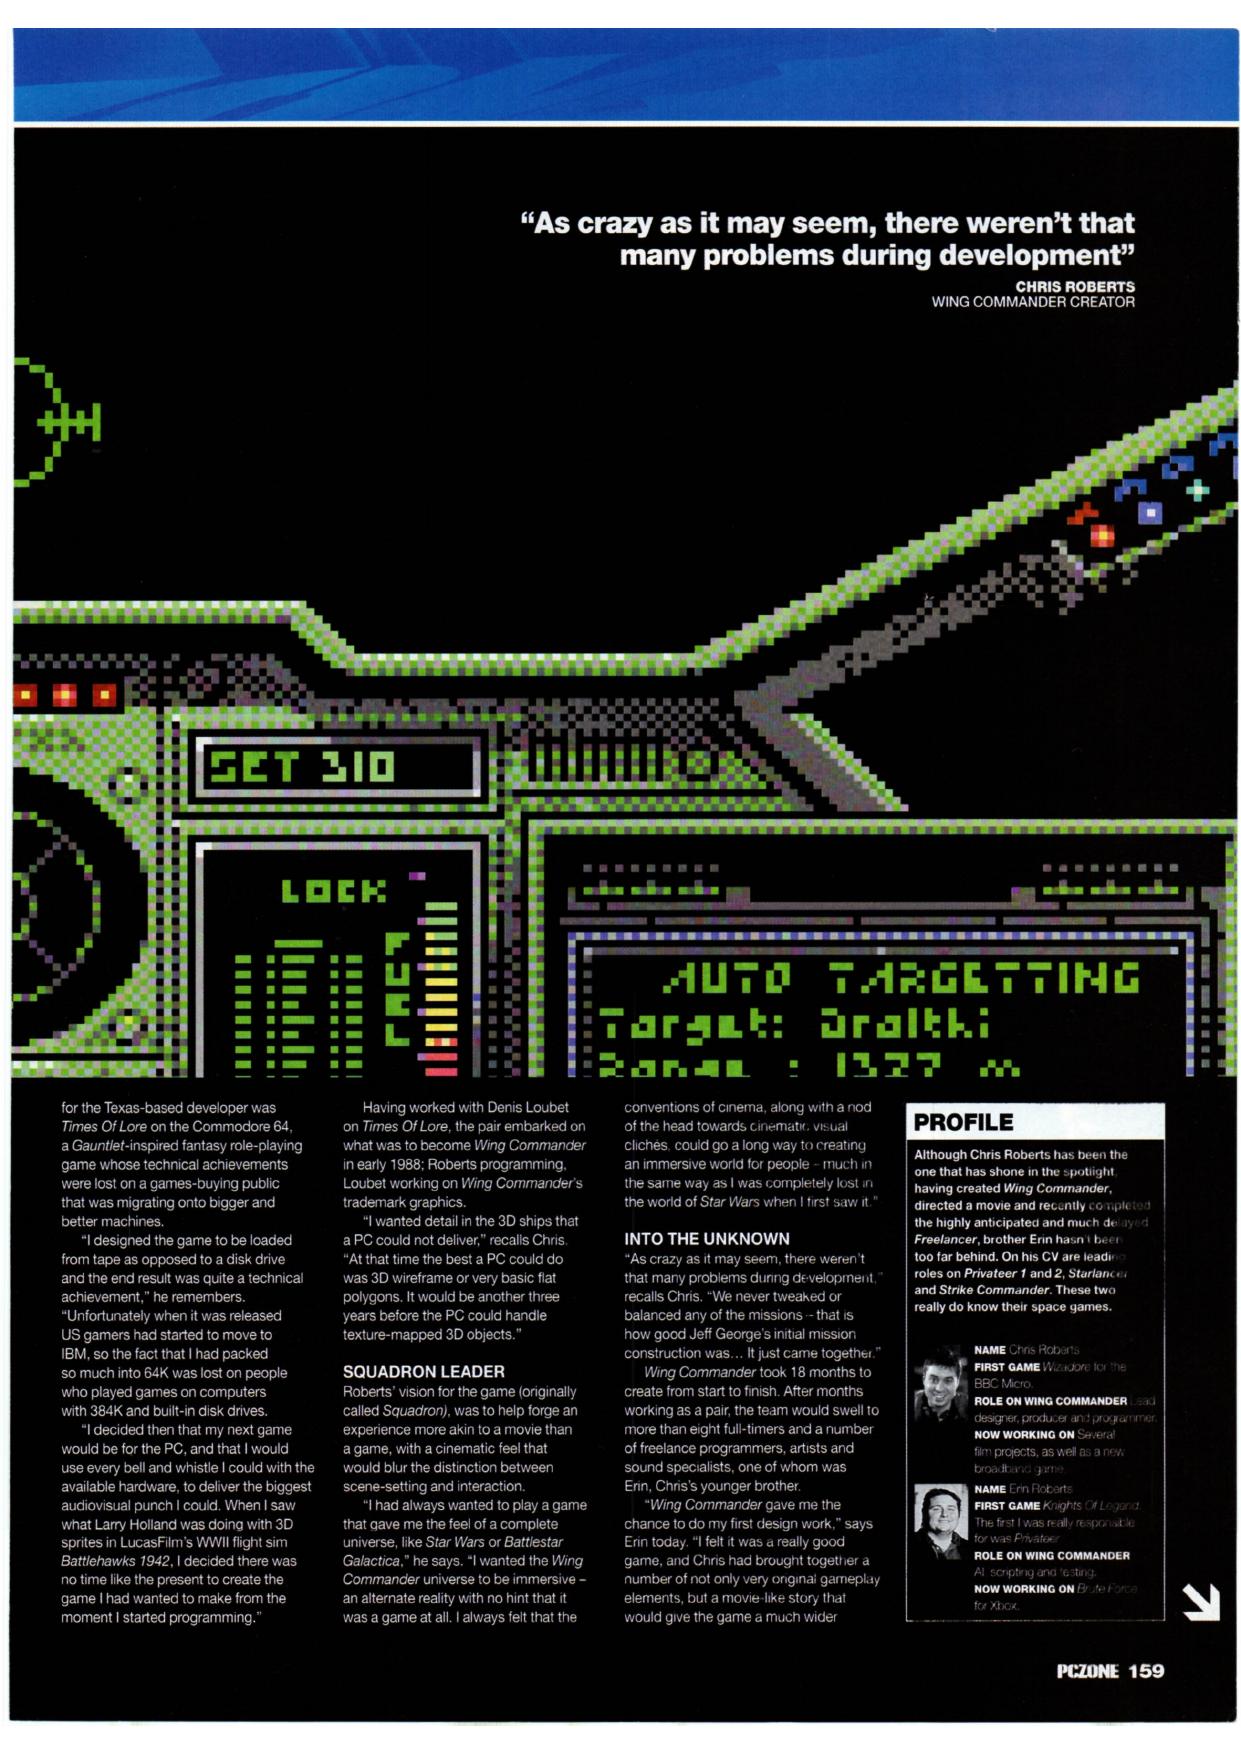 “As crazy as it may seem, there weren’t that
many problems during development”
CHRIS ROBERTS
WING COMMANDER CREATOR
SET 310
LOCK
AUTO TARGETTING
Target: Dralthi
Range : 1377 m
for the Texas-based developer was
Times Of Lore on the Commodore 64,
a Gauntlet-inspired fantasy role-playing
game whose technical achievements
were lost on a games-buying public
that was migrating onto bigger and
better machines.
“I designed the game to be loaded
from tape as opposed to a disk drive
and the end result was quite a technical
achievement,” he remembers.
“Unfortunately when it was released
US gamers had started to move to
IBM, so the fact that I had packed
so much into 64K was lost on people
who played games on computers
with 384K and built-in disk drives.
“I decided then that my next game
would be for the PC, and that I would
use every bell and whistle I could with the
available hardware, to deliver the biggest
audiovisual punch I could. When I saw
what Larry Holland was doing with 3D
sprites in LucasFilm’s WWII flight sim
Battlehawks 1942, I decided there was
no time like the present to create the
game I had wanted to make from the
moment I started programming.”
Having worked with Denis Loubet
on Times Of Lore, the pair embarked on
what was to become Wing Commander
in early 1988; Roberts programming,
Loubet working on Wing Commander’s
trademark graphics.
“I wanted detail in the 3D ships that
a PC could not deliver,” recalls Chris.
“At that time the best a PC could do
was 3D wireframe or very basic flat
polygons. It would be another three
years before the PC could handle
texture-mapped 3D objects.”
SQUADRON LEADER
Roberts’ vision for the game (originally
called Squadron), was to help forge an
experience more akin to a movie than
a game, with a cinematic feel that
would blur the distinction between
scene-setting and interaction.
“I had always wanted to play a game
that gave me the feel of a complete
universe, like Star Wars or Battlestar
Galactica,” he says. “I wanted the Wing
Commander universe to be immersive –
an alternate reality with no hint that it
was a game at all. I always felt that the
conventions of cinema, along with a nod
of the head towards cinematic visual
clichés, could go a long way to creating
an immersive world for people – much in
the same way as I was completely lost in
the world of Star Wars when I first saw it.”
INTO THE UNKNOWN
“As crazy as it may seem, there weren’t
that many problems during development,”
recalls Chris. “We never tweaked or
balanced any of the missions – that is
how good Jeff George’s initial mission
construction was... It just came together.”
Wing Commander took 18 months to
create from start to finish. After months
working as a pair, the team would swell to
more than eight full-timers and a number
of freelance programmers, artists and
sound specialists, one of whom was
Erin, Chris’s younger brother.
“Wing Commander gave me the
chance to do my first design work,” says
Erin today. “I felt it was a really good
game, and Chris had brought together a
number of not only very original gameplay
elements, but a movie-like story that
would give the game a much wider
PROFILE
Although Chris Roberts has been the
one that has shone in the spotlight,
having created Wing Commander,
directed a movie and recently completed
the highly anticipated and much delayed
Freelancer, brother Erin hasn’t been
too far behind. On his CV are leading
roles on Privateer 1 and 2, Starlancer
and Strike Commander. These two
really do know their space games.
NAME Chris Roberts
FIRST GAME Wizadore for the
BBC Micro.
ROLE ON WING COMMANDER Lead
designer, producer and programmer.
NOW WORKING ON Several
film projects, as well as a new
broadband game.
NAME Erin Roberts
FIRST GAME Knights Of Legend.
The first I was really responsible
for was Privateer.
ROLE ON WING COMMANDER
AI scripting and testing.
NOW WORKING ON Brute Force
for Xbox.
PCZONE 159